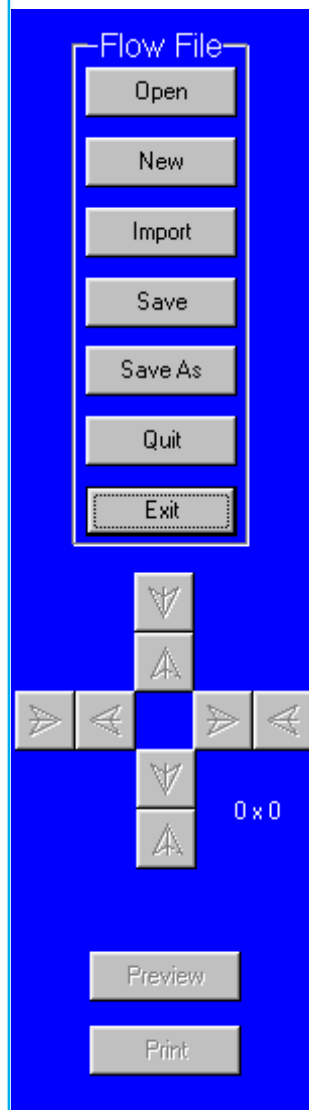 Flow File
Open
New
Import
Save
Save As
Quit
Exit
0 x 0
Preview
Print